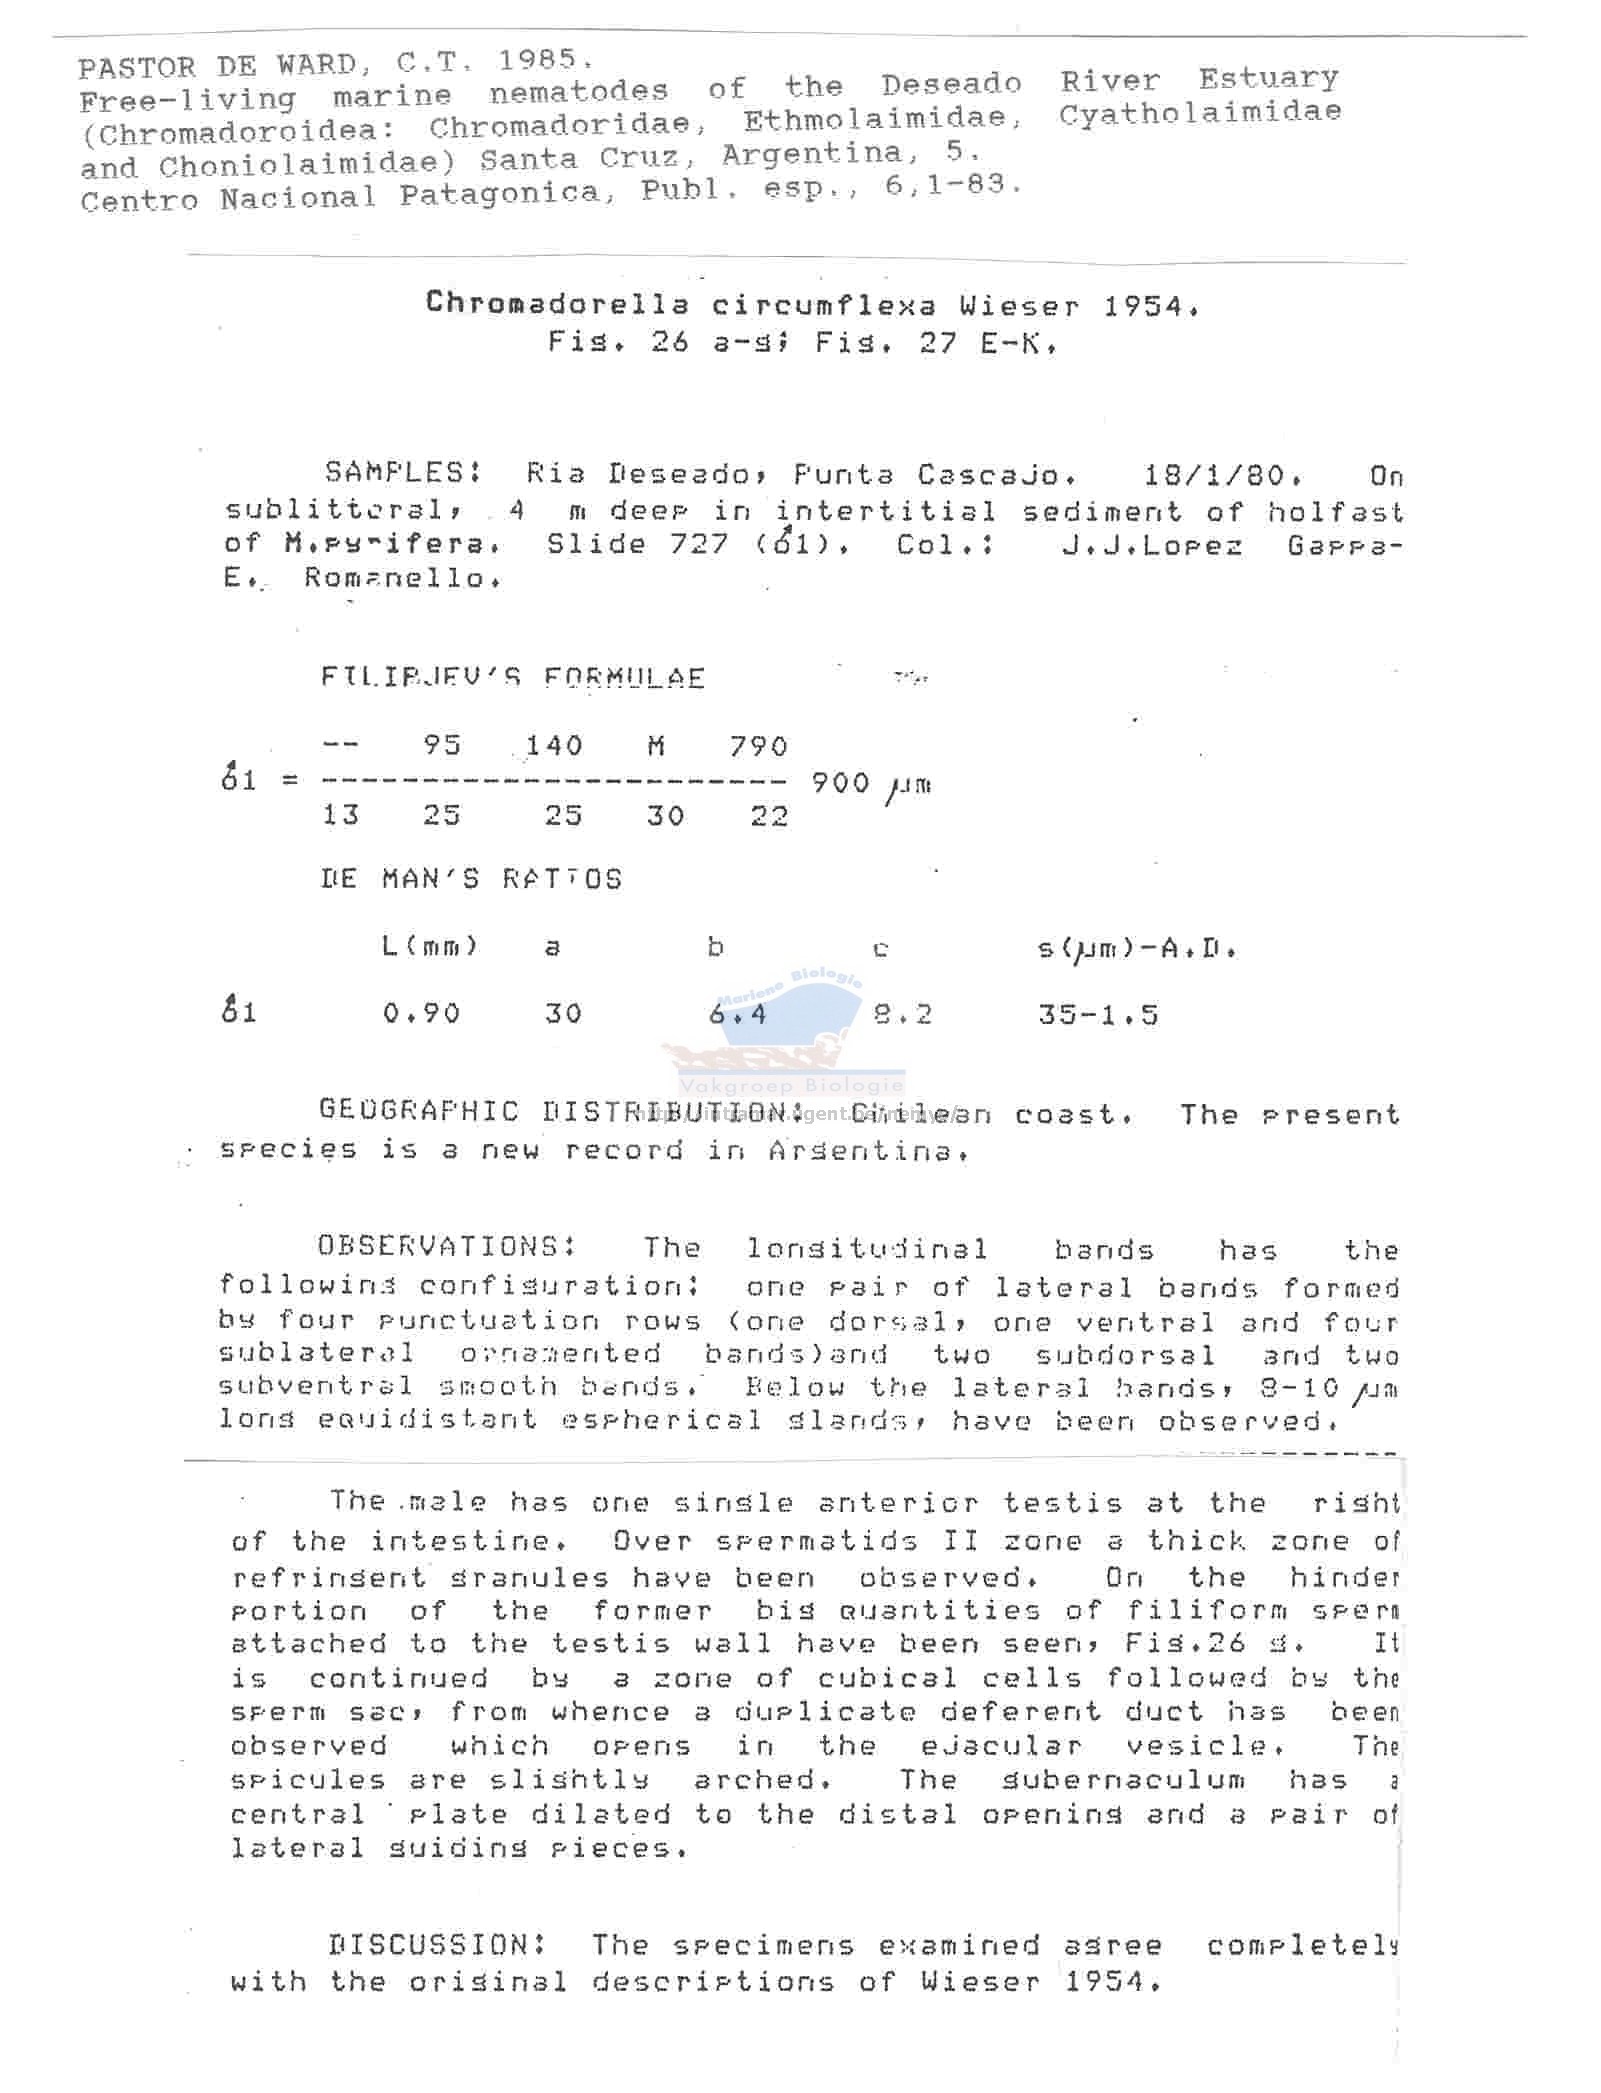 PASTOR DE WARD, C.T. 1985.
Free-living marine nematodes of the Deseado River Estuary
(Chromadoroidea: Chromadoridae, Ethmolaimidae, Cyatholaimidae
and Choniolaimidae) Santa Cruz, Argentina, 5.
Centro Nacional Patagonica, Publ. esp., 6,1-83.
Chromadorella circumflexa Wieser 1954.
Fig. 26 a-g; Fig. 27 E-K.
SAMPLES: Ria Deseado, Punta Cascajo. 18/1/80. On
sublittoral, 4 m deep in intertitial sediment of holfast
of M.pyrifera. Slide 727 (♂1). Col.: J.J.Lopez Gappa-
E. Romanello.
FILIPJEV'S FORMULAE
-- 95 140 M 790
♂1 = ----------------------- 900 µm
13 25 25 30 22
DE MAN'S RATIOS
L(mm) a b c s(µm)-A.D.
♂1 0.90 30 6.4 8.2 35-1.5
Mariene Biologie
Vakgroep Biologie
GEOGRAPHIC DISTRIBUTION: Chilean coast. The present
species is a new record in Argentina.
OBSERVATIONS: The longitudinal bands has the
following configuration: one pair of lateral bands formed
by four punctuation rows (one dorsal, one ventral and four
sublateral ornamented bands)and two subdorsal and two
subventral smooth bands. Below the lateral bands, 8-10 µm
long equidistant espherical glands, have been observed.
The male has one single anterior testis at the right
of the intestine. Over spermatids II zone a thick zone of
refringent granules have been observed. On the hinder
portion of the former big quantities of filiform sperm
attached to the testis wall have been seen, Fig.26 g. It
is continued by a zone of cubical cells followed by the
sperm sac, from whence a duplicate deferent duct has been
observed which opens in the ejacular vesicle. The
spicules are slightly arched. The gubernaculum has a
central plate dilated to the distal opening and a pair of
lateral guiding pieces.
DISCUSSION: The specimens examined agree completely
with the original descriptions of Wieser 1954.